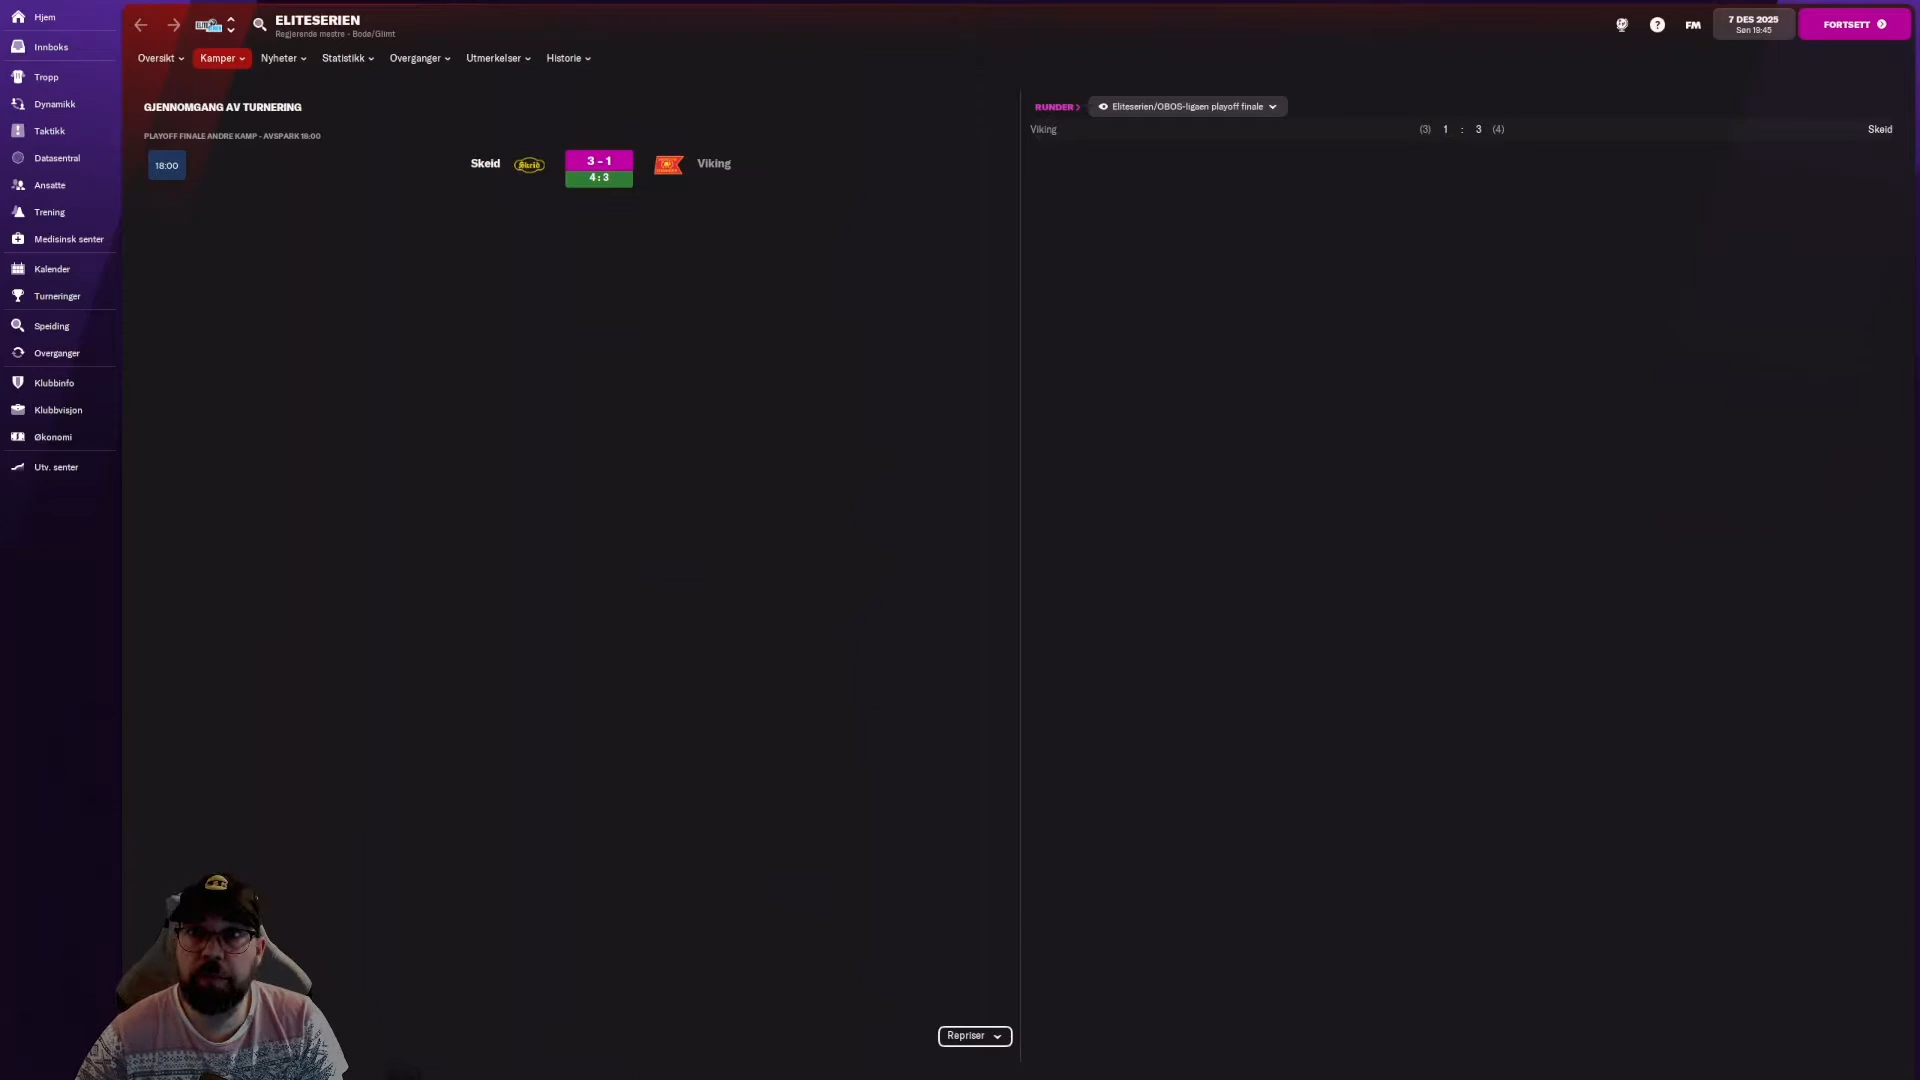 Hjem
Innboks
Tropp
Dynamikk
Taktikk
Datasentral
Ansatte
Trening
Medisinsk senter
Kalender
Turneringer
Speiding
Overganger
Klubbinfo
Klubbvisjon
Økonomi
Utv. senter
ELITESERIEN
Regjerende mestre - Bodø/Glimt
? FM
7 DES 2025
Søn 19:45
FORTSETT
Oversikt Kamper Nyheter Statistikk Overganger Utmerkelser Historie
GJENNOMGANG AV TURNERING
PLAYOFF FINALE ANDRE KAMP - AVSPARK 18:00
18:00 Skeid Skeid 3 - 1 Viking
4 : 3
RUNDER > Eliteserien/OBOS-ligaen playoff finale
Viking (3) 1 : 3 (4) Skeid
Repriser